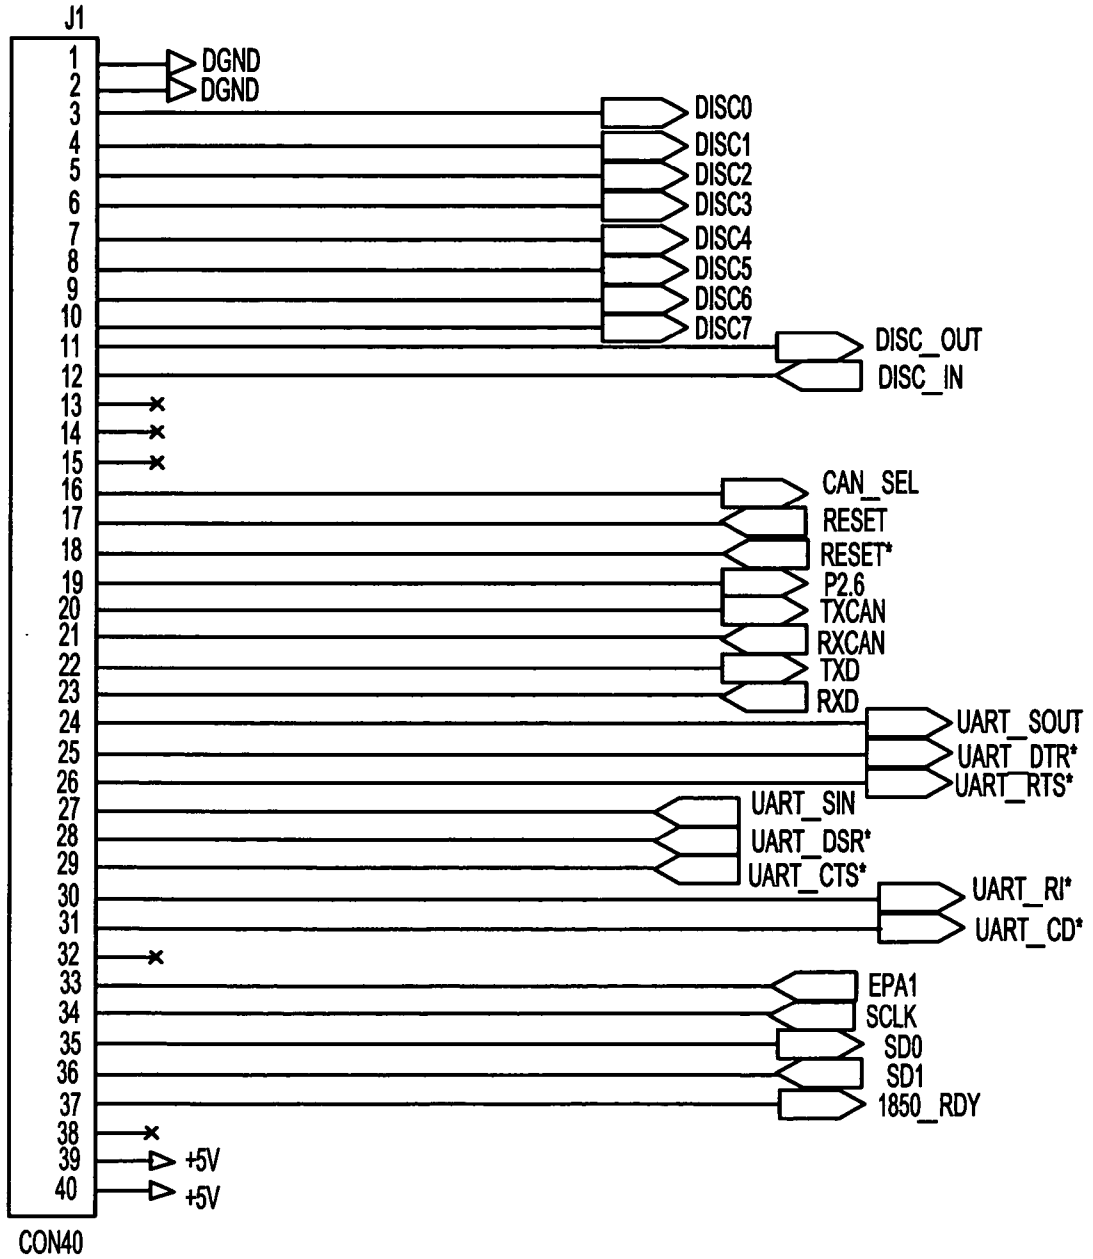 J1
1 DGND
2 DGND
3 DISC0
4 DISC1
5 DISC2
6 DISC3
7 DISC4
8 DISC5
9 DISC6
10 DISC7
11 DISC_OUT
12 DISC_IN
13
14
15
16 CAN_SEL
17 RESET
18 RESET*
19 P2.6
20 TXCAN
21 RXCAN
22 TXD
23 RXD
24 UART_SOUT
25 UART_DTR*
26 UART_RTS*
27 UART_SIN
28 UART_DSR*
29 UART_CTS*
30 UART_RI*
31 UART_CD*
32
33 EPA1
34 SCLK
35 SD0
36 SD1
37 1850_RDY
38
39 +5V
40 +5V
CON40